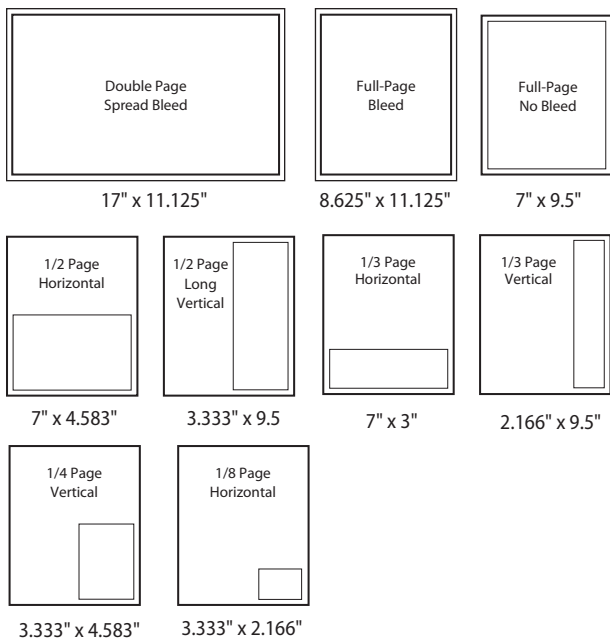 Double Page
Spread Bleed
17" x 11.125"
Full-Page
Bleed
8.625" x 11.125"
Full-Page
No Bleed
7" x 9.5"
1/2 Page
Horizontal
7" x 4.583"
1/2 Page
Long
Vertical
3.333" x 9.5
1/3 Page
Horizontal
7" x 3"
1/3 Page
Vertical
2.166" x 9.5"
1/4 Page
Vertical
3.333" x 4.583"
1/8 Page
Horizontal
3.333" x 2.166"